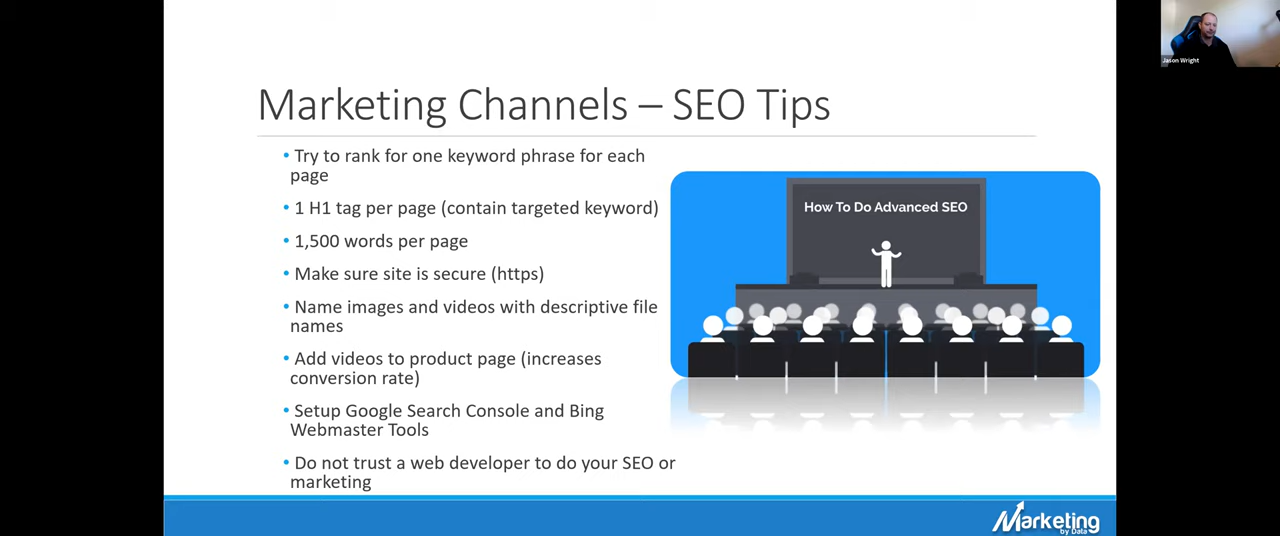 Jason Wright
Marketing Channels – SEO Tips
• Try to rank for one keyword phrase for each
page
• 1 H1 tag per page (contain targeted keyword)
• 1,500 words per page
• Make sure site is secure (https)
• Name images and videos with descriptive file
names
• Add videos to product page (increases
conversion rate)
• Setup Google Search Console and Bing
Webmaster Tools
• Do not trust a web developer to do your SEO or
marketing
How To Do Advanced SEO
Marketing
by Data